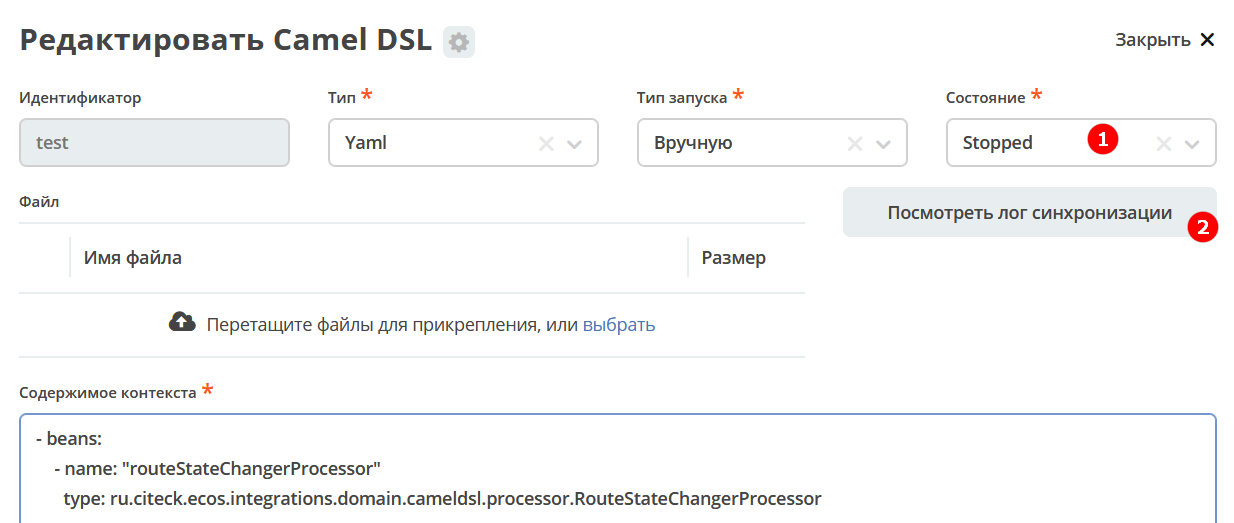 Редактировать Camel DSL
Закрыть
Идентификатор Тип * Тип запуска * Состояние *
test Yaml Вручную Stopped 1
Файл
Посмотреть лог синхронизации 2
Имя файла Размер
Перетащите файлы для прикрепления, или выбрать
Содержимое контекста *
- beans:
- name: "routeStateChangerProcessor"
type: ru.citeck.ecos.integrations.domain.cameldsl.processor.RouteStateChangerProcessor